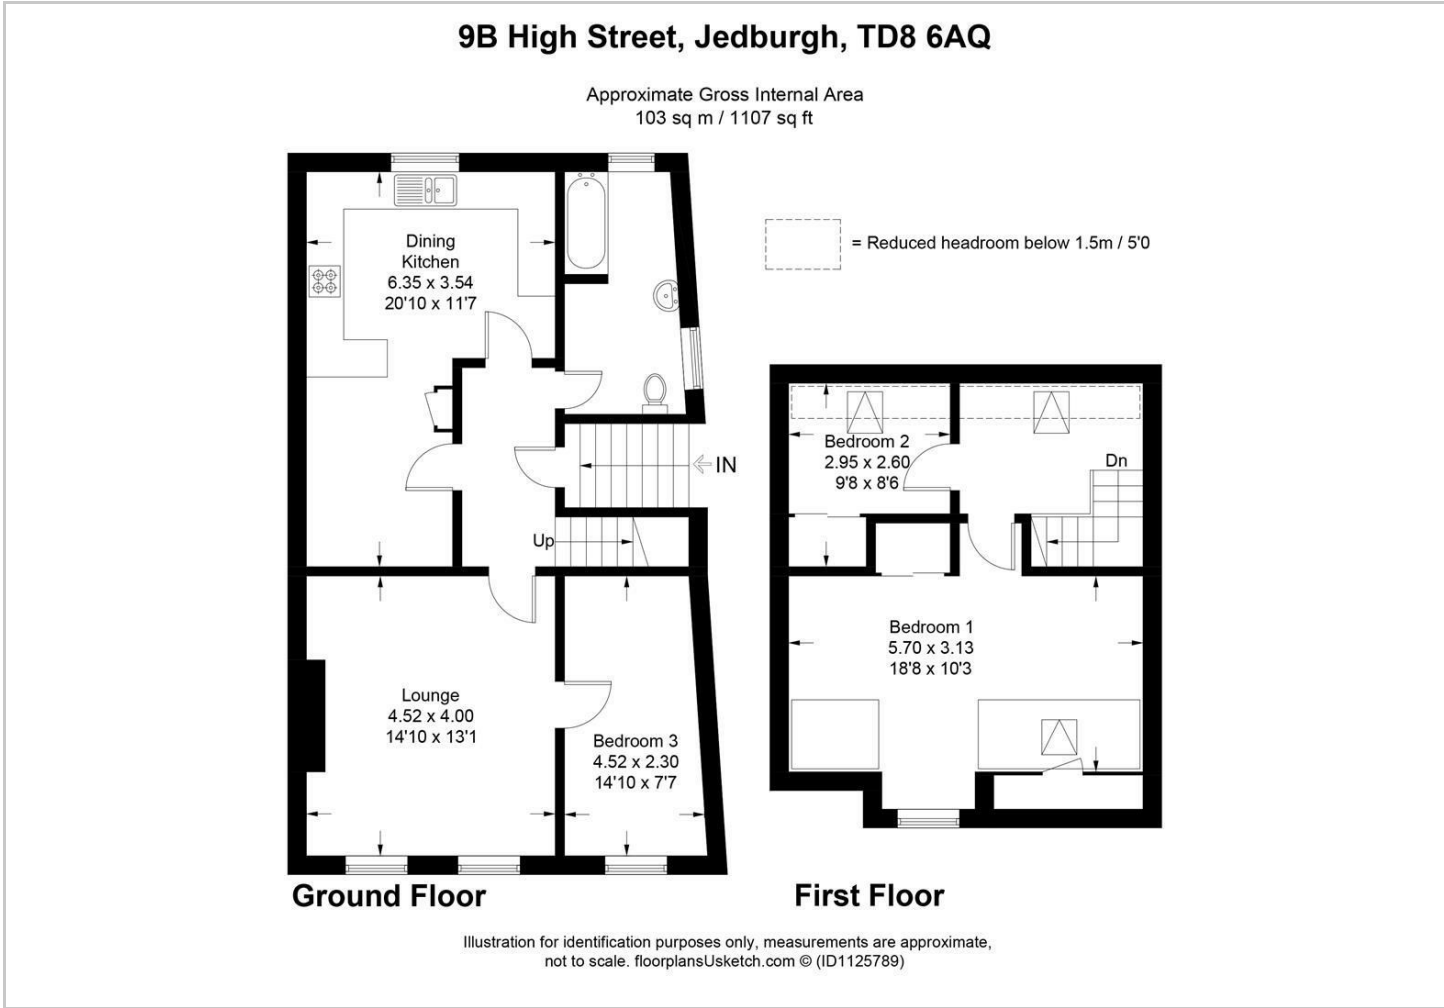 9B High Street, Jedburgh, TD8 6AQ
Approximate Gross Internal Area
103 sq m / 1107 sq ft
= Reduced headroom below 1.5m / 5'0
Dining
Kitchen
6.35 x 3.54
20'10 x 11'7
IN
Up
Lounge
4.52 x 4.00
14'10 x 13'1
Bedroom 3
4.52 x 2.30
14'10 x 7'7
Ground Floor
Bedroom 2
2.95 x 2.60
9'8 x 8'6
Dn
Bedroom 1
5.70 x 3.13
18'8 x 10'3
First Floor
Illustration for identification purposes only, measurements are approximate,
not to scale. floorplansUsketch.com © (ID1125789)